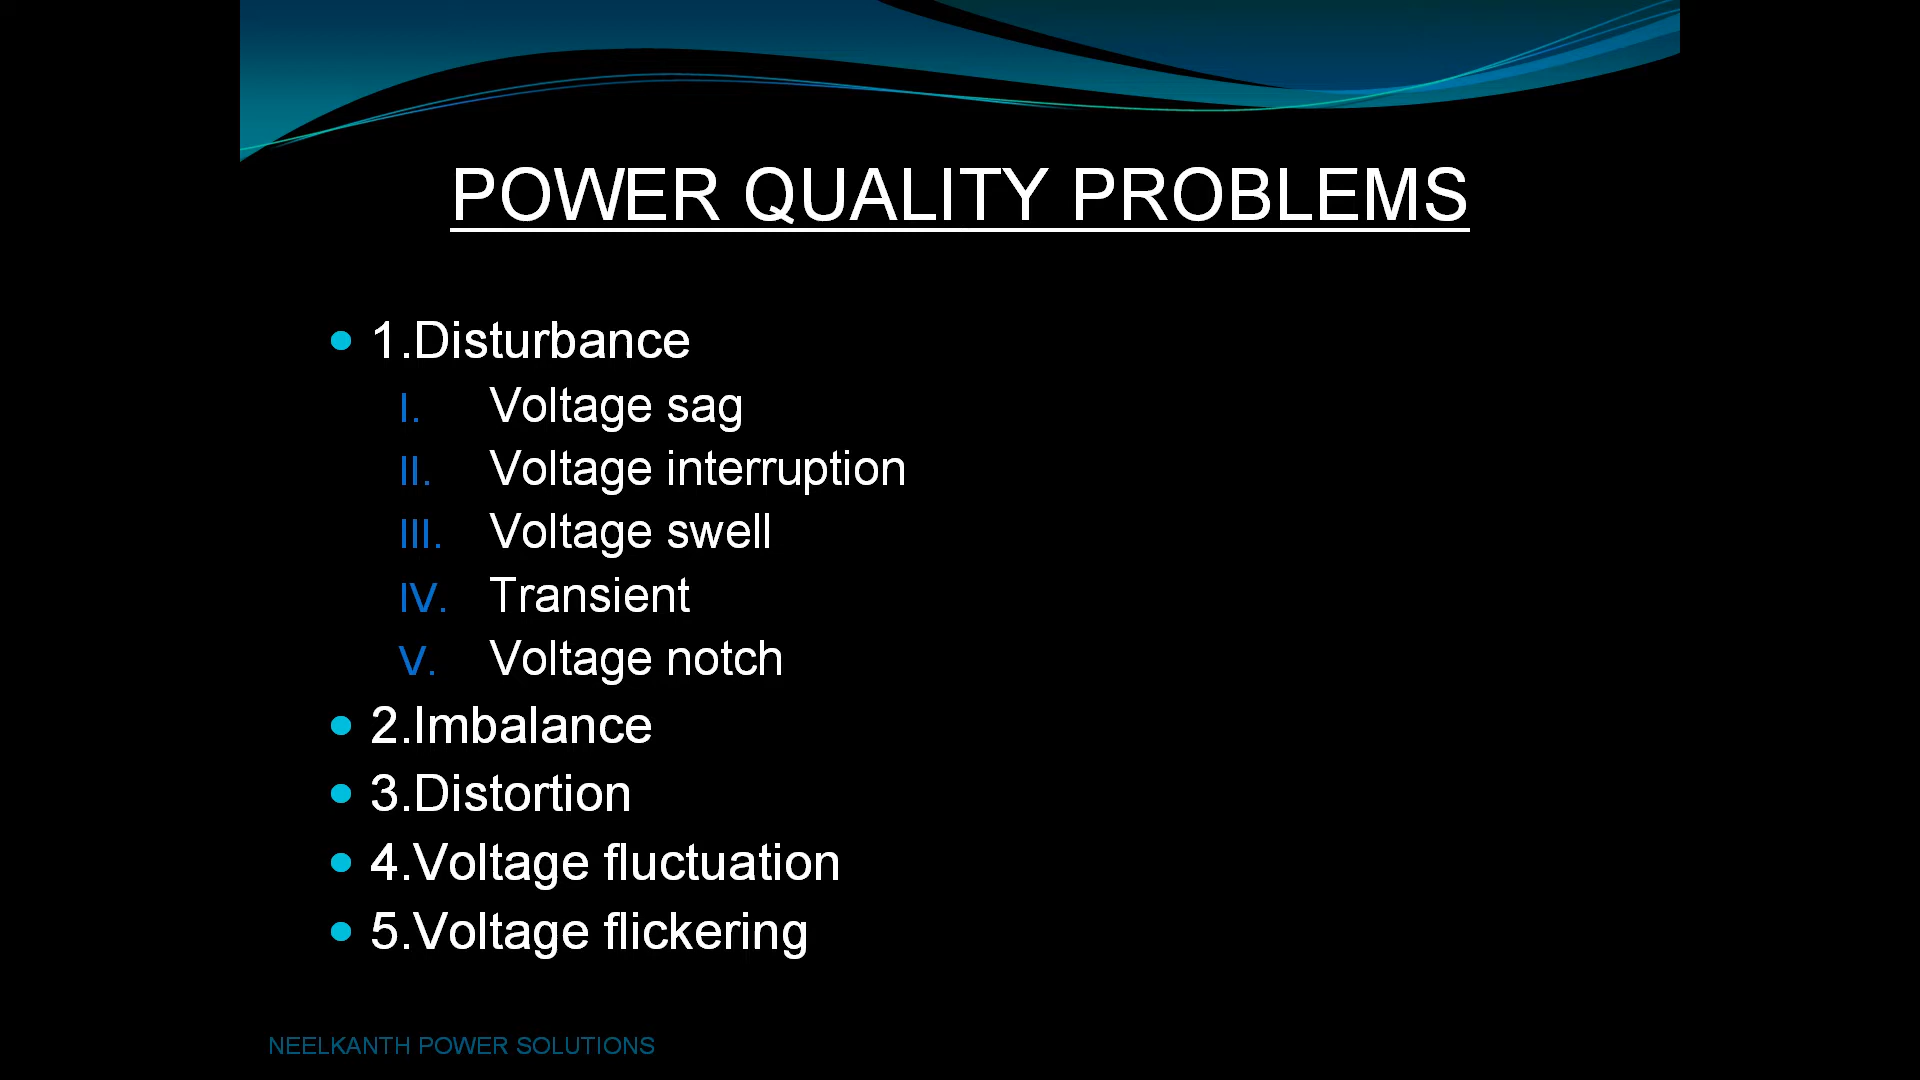 POWER QUALITY PROBLEMS
1.Disturbance
I. Voltage sag
II. Voltage interruption
III. Voltage swell
IV. Transient
V. Voltage notch
2.Imbalance
3.Distortion
4.Voltage fluctuation
5.Voltage flickering
NEELKANTH POWER SOLUTIONS